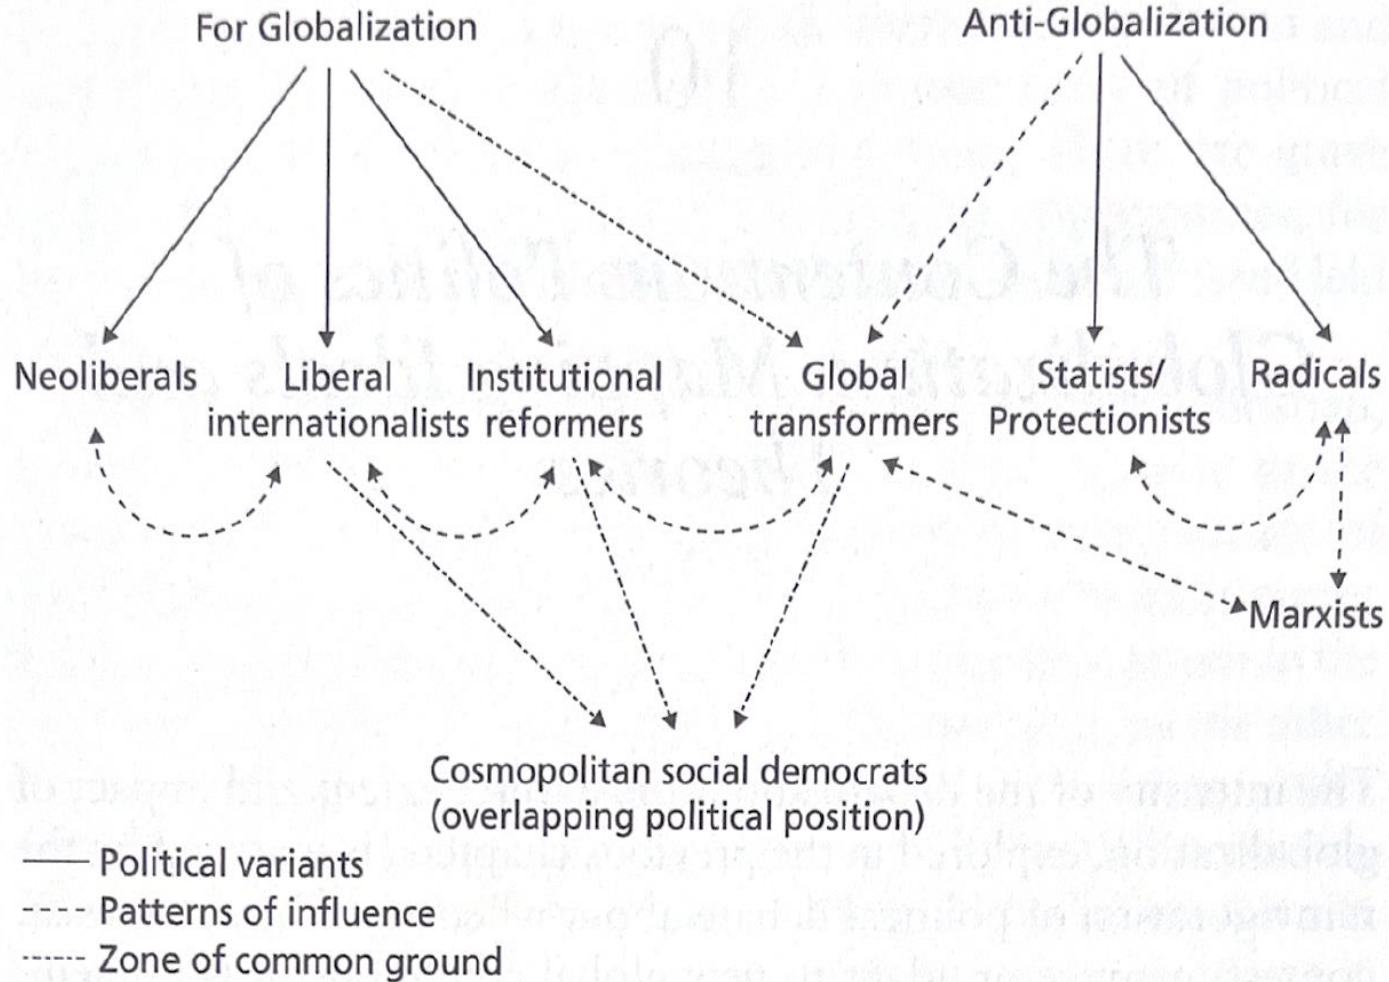 For Globalization
Anti-Globalization
Neoliberals
Liberal
internationalists
Institutional
reformers
Global
transformers
Statists/
Protectionists
Radicals
Marxists
Cosmopolitan social democrats
(overlapping political position)
Political variants
Patterns of influence
Zone of common ground